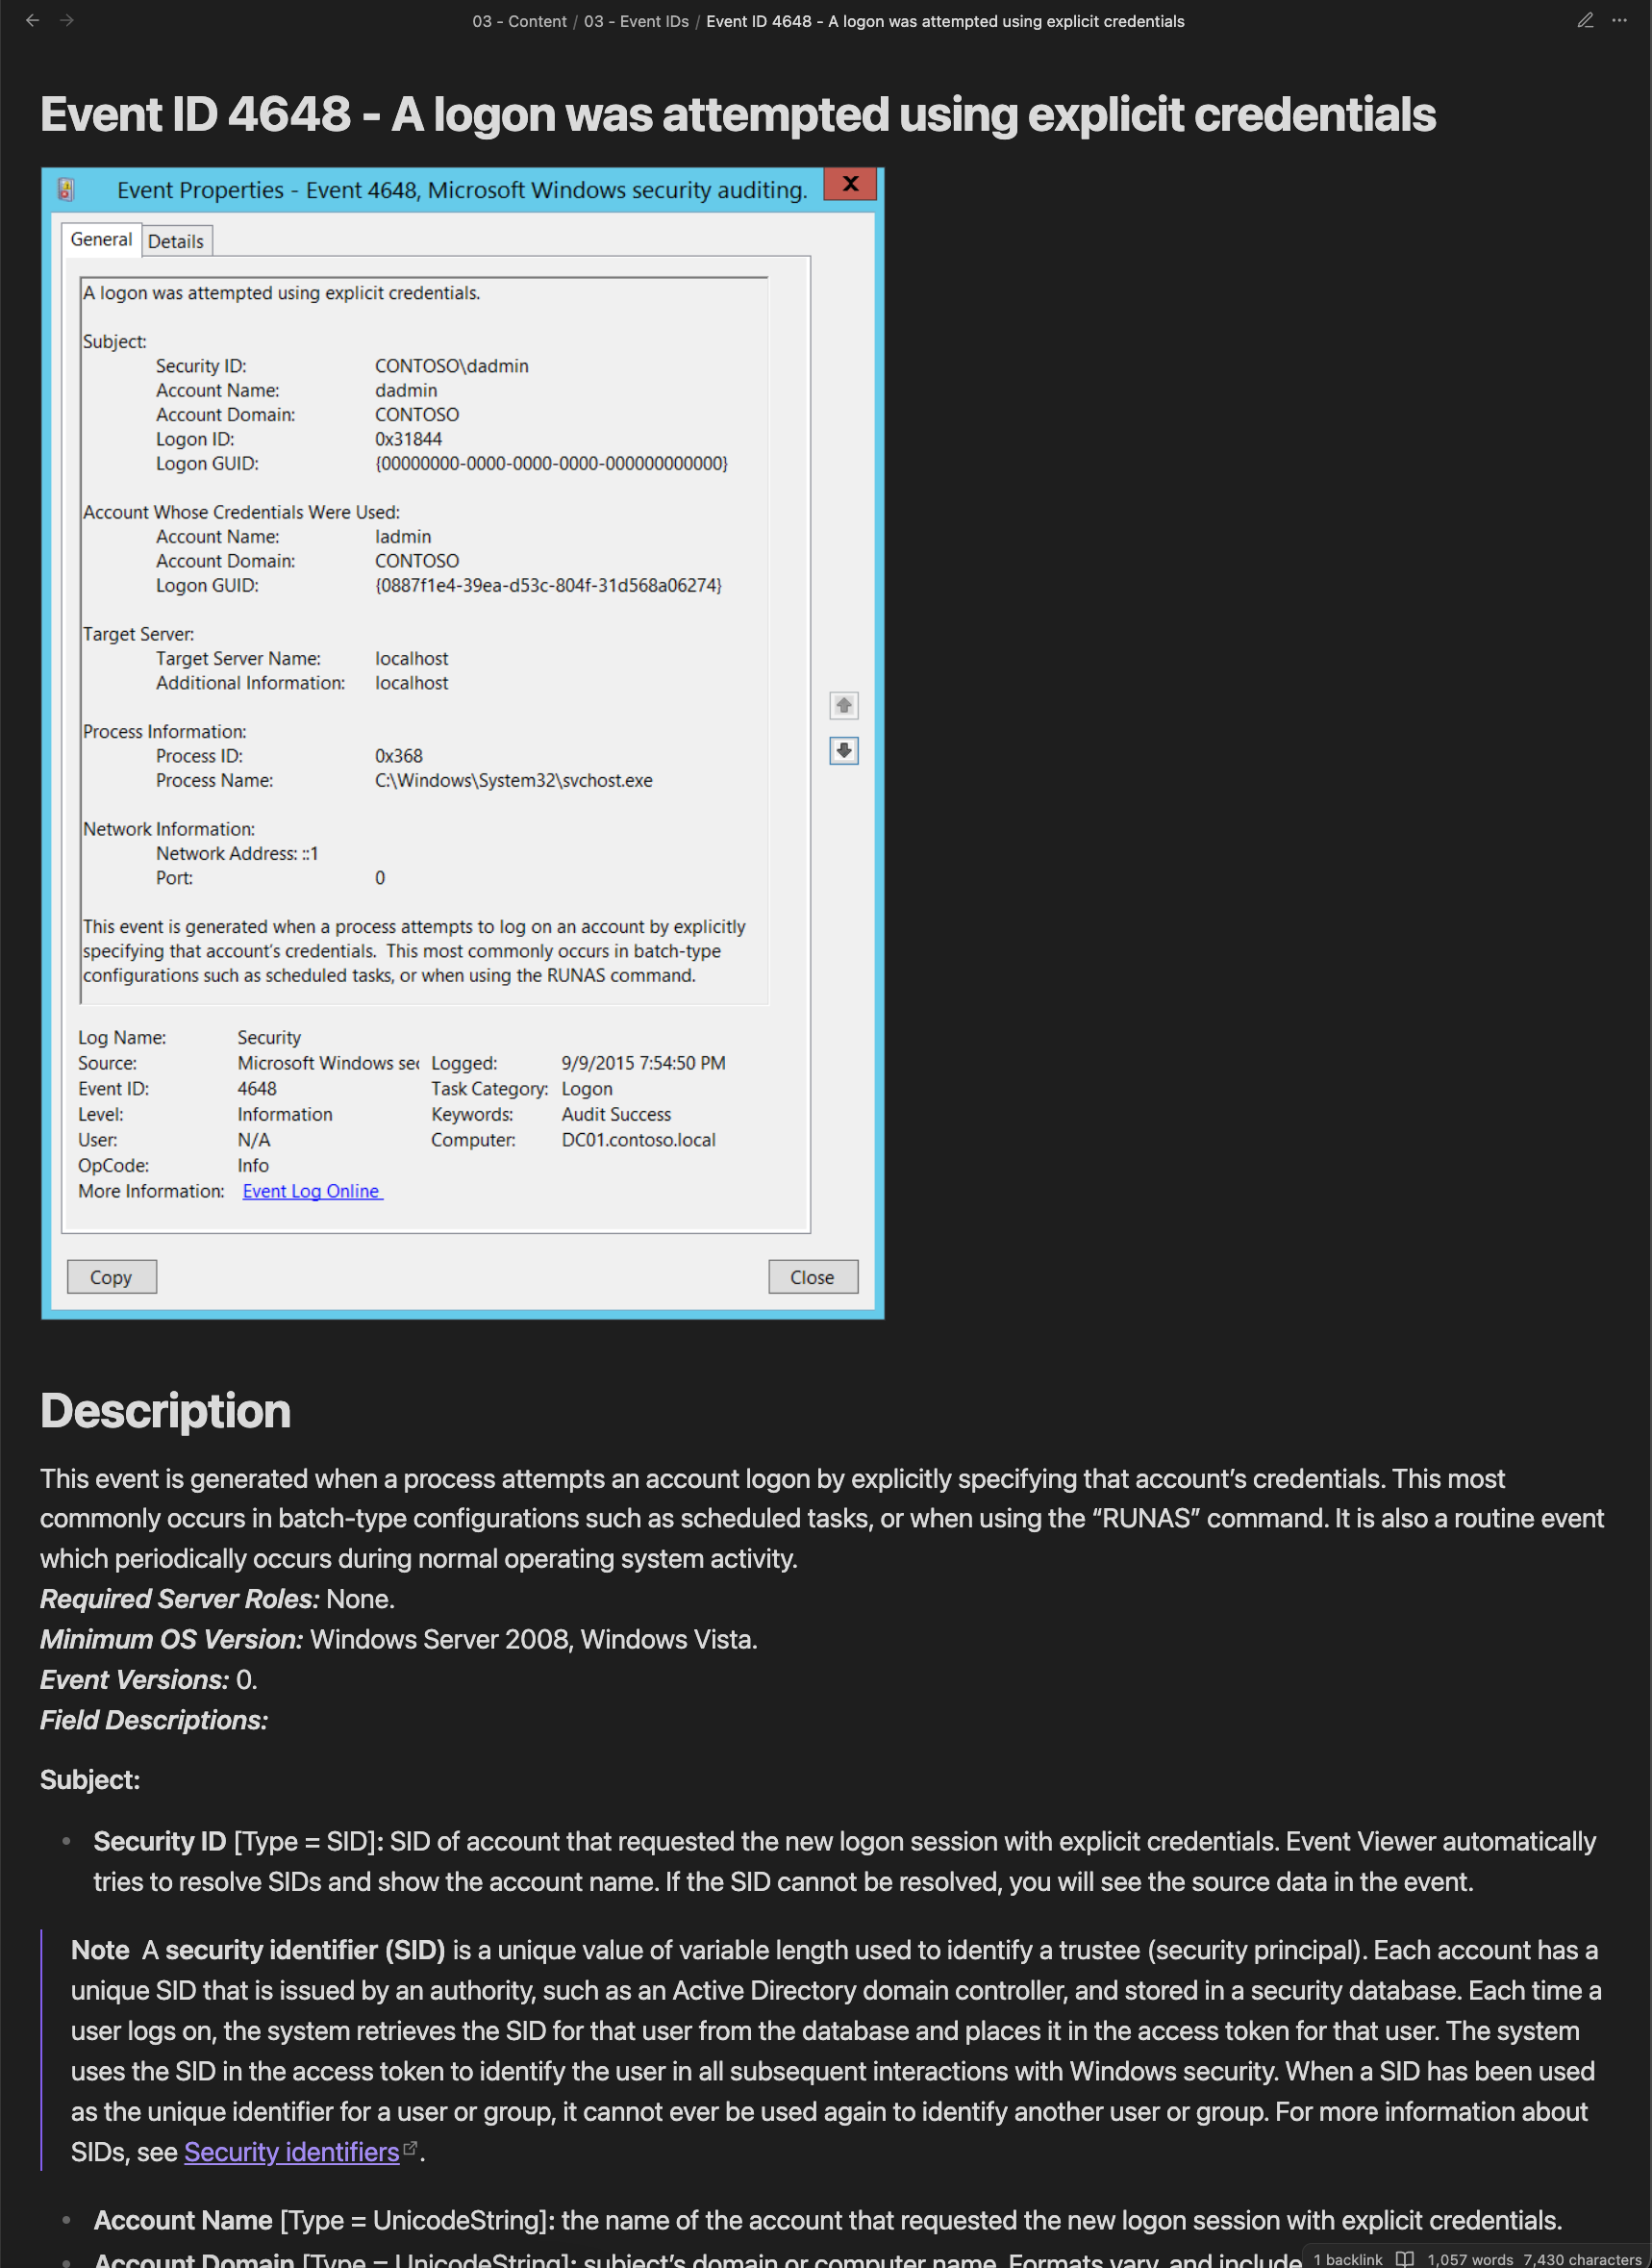 03 - Content / 03 - Event IDs / Event ID 4648 - A logon was attempted using explicit credentials
Event ID 4648 - A logon was attempted using explicit credentials
Event Properties - Event 4648, Microsoft Windows security auditing.
X
General Details
A logon was attempted using explicit credentials.
Subject:
Security ID: CONTOSO\dadmin
Account Name: dadmin
Account Domain: CONTOSO
Logon ID: 0x31844
Logon GUID: {00000000-0000-0000-0000-000000000000}
Account Whose Credentials Were Used:
Account Name: ladmin
Account Domain: CONTOSO
Logon GUID: {0887f1e4-39ea-d53c-804f-31d568a06274}
Target Server:
Target Server Name: localhost
Additional Information: localhost
Process Information:
Process ID: 0x368
Process Name: C:\Windows\System32\svchost.exe
Network Information:
Network Address: ::1
Port: 0
This event is generated when a process attempts to log on an account by explicitly
specifying that account's credentials. This most commonly occurs in batch-type
configurations such as scheduled tasks, or when using the RUNAS command.
Log Name: Security
Source: Microsoft Windows sec Logged: 9/9/2015 7:54:50 PM
Event ID: 4648 Task Category: Logon
Level: Information Keywords: Audit Success
User: N/A Computer: DC01.contoso.local
OpCode: Info
More Information: Event Log Online
Copy Close
Description
This event is generated when a process attempts an account logon by explicitly specifying that account’s credentials. This most
commonly occurs in batch-type configurations such as scheduled tasks, or when using the “RUNAS” command. It is also a routine event
which periodically occurs during normal operating system activity.
Required Server Roles: None.
Minimum OS Version: Windows Server 2008, Windows Vista.
Event Versions: 0.
Field Descriptions:
Subject:
• Security ID [Type = SID]: SID of account that requested the new logon session with explicit credentials. Event Viewer automatically
tries to resolve SIDs and show the account name. If the SID cannot be resolved, you will see the source data in the event.
Note A security identifier (SID) is a unique value of variable length used to identify a trustee (security principal). Each account has a
unique SID that is issued by an authority, such as an Active Directory domain controller, and stored in a security database. Each time a
user logs on, the system retrieves the SID for that user from the database and places it in the access token for that user. The system
uses the SID in the access token to identify the user in all subsequent interactions with Windows security. When a SID has been used
as the unique identifier for a user or group, it cannot ever be used again to identify another user or group. For more information about
SIDs, see Security identifiers.
• Account Name [Type = UnicodeString]: the name of the account that requested the new logon session with explicit credentials.
• Account Domain [Type = UnicodeString]: subject’s domain or computer name. Formats vary, and include
1 backlink 1,057 words 7,430 characters